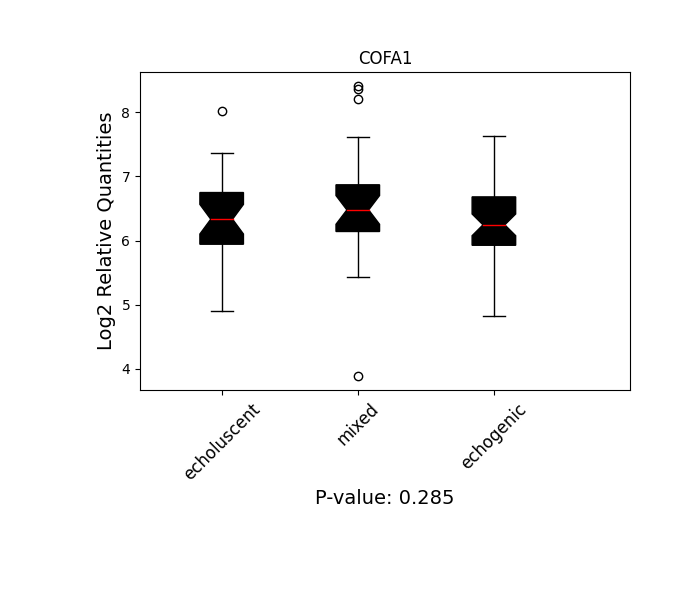 COFA1
Log2 Relative Quantities
8
7
6
5
4
echoluscent
mixed
echogenic
P-value: 0.285